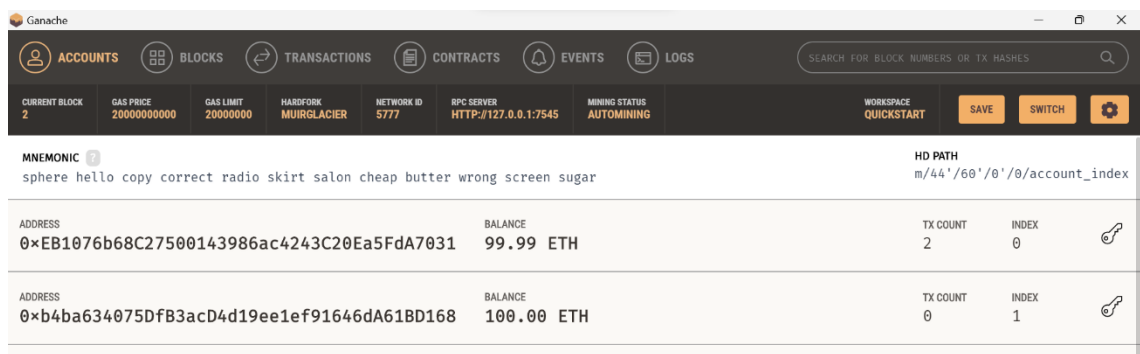 Ganache
ACCOUNTS BLOCKS TRANSACTIONS CONTRACTS EVENTS LOGS SEARCH FOR BLOCK NUMBERS OR TX HASHES
CURRENT BLOCK GAS PRICE GAS LIMIT HARDFORK NETWORK ID RPC SERVER MINING STATUS WORKSPACE
2 20000000000 20000000 MUIRGLACIER 5777 HTTP://127.0.0.1:7545 AUTOMINING QUICKSTART SAVE SWITCH
MNEMONIC ? HD PATH
sphere hello copy correct radio skirt salon cheap butter wrong screen sugar m/44'/60'/0'/0/account_index
ADDRESS BALANCE TX COUNT INDEX
0×EB1076b68C27500143986ac4243C20Ea5FdA7031 99.99 ETH 2 0
ADDRESS BALANCE TX COUNT INDEX
0×b4ba634075DfB3acD4d19ee1ef91646dA61BD168 100.00 ETH 0 1